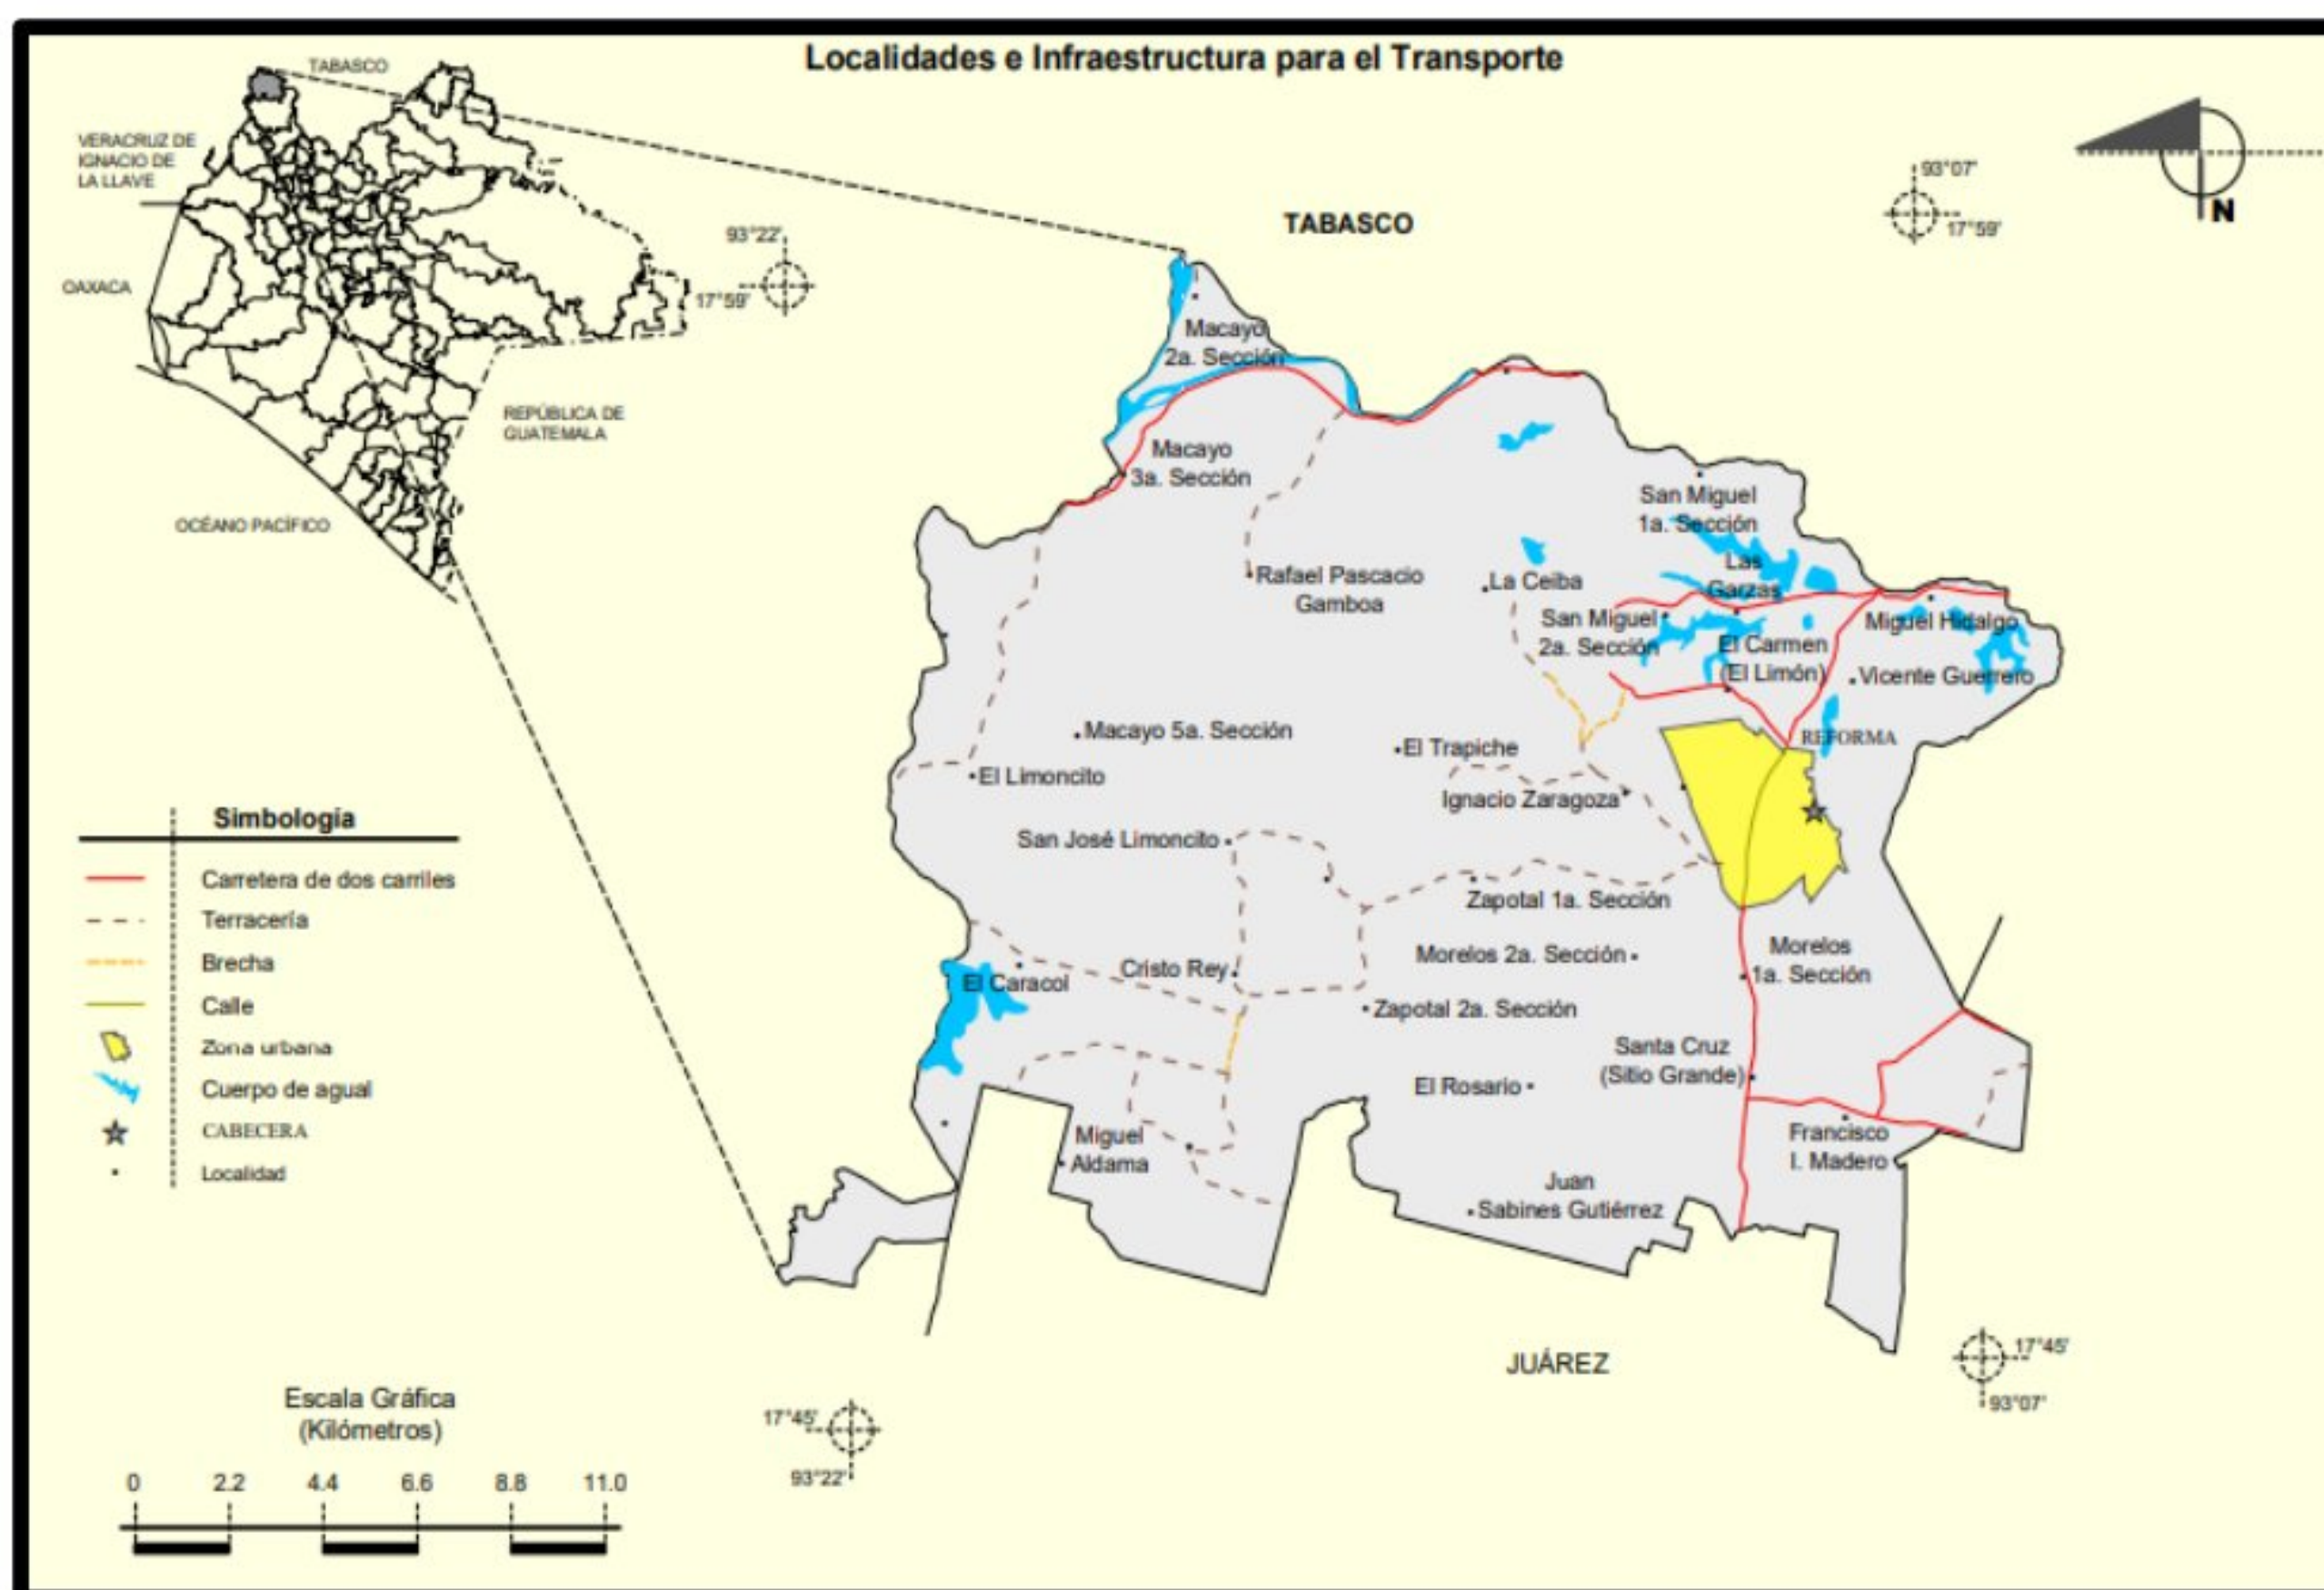 Localidades e Infraestructura para el Transporte
TABASCO
VERACRUZ DE
IGNACIO DE
LA LLAVE
OAXACA
REPÚBLICA DE
GUATEMALA
OCÉANO PACÍFICO
93°22'
17°59'
TABASCO
93°07'
17°59'
N
Macayo
2a. Sección
Macayo
3a. Sección
San Miguel
1a. Sección
Las
Garzas
Rafael Pascacio
Gamboa
La Ceiba
San Miguel
2a. Sección
El Carmen
(El Limón)
Miguel Hidalgo
Vicente Guerrero
Macayo 5a. Sección
El Trapiche
REFORMA
El Limoncito
Ignacio Zaragoza
San José Limoncito
Zapotal 1a. Sección
Morelos 2a. Sección
Morelos
1a. Sección
El Caracol
Cristo Rey
Zapotal 2a. Sección
Santa Cruz
(Sitio Grande)
El Rosario
Miguel
Aldama
Francisco
I. Madero
Juan
Sabines Gutiérrez
JUÁREZ
17°45'
93°07'
17°45'
93°22'
Simbología
Carretera de dos carriles
Terracería
Brecha
Calle
Zona urbana
Cuerpo de agual
CABECERA
Localidad
Escala Gráfica
(Kilómetros)
0 2.2 4.4 6.6 8.8 11.0